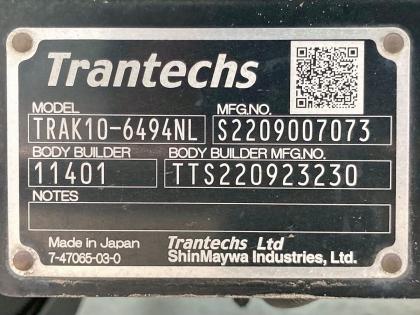 Trantechs
MODEL MFG.NO.
TRAK10-6494NL S2209007073
BODY BUILDER BODY BUILDER MFG.NO.
11401 TTS220923230
NOTES
Made in Japan Trantechs Ltd
7-47065-03-0 ShinMaywa Industries, Ltd.